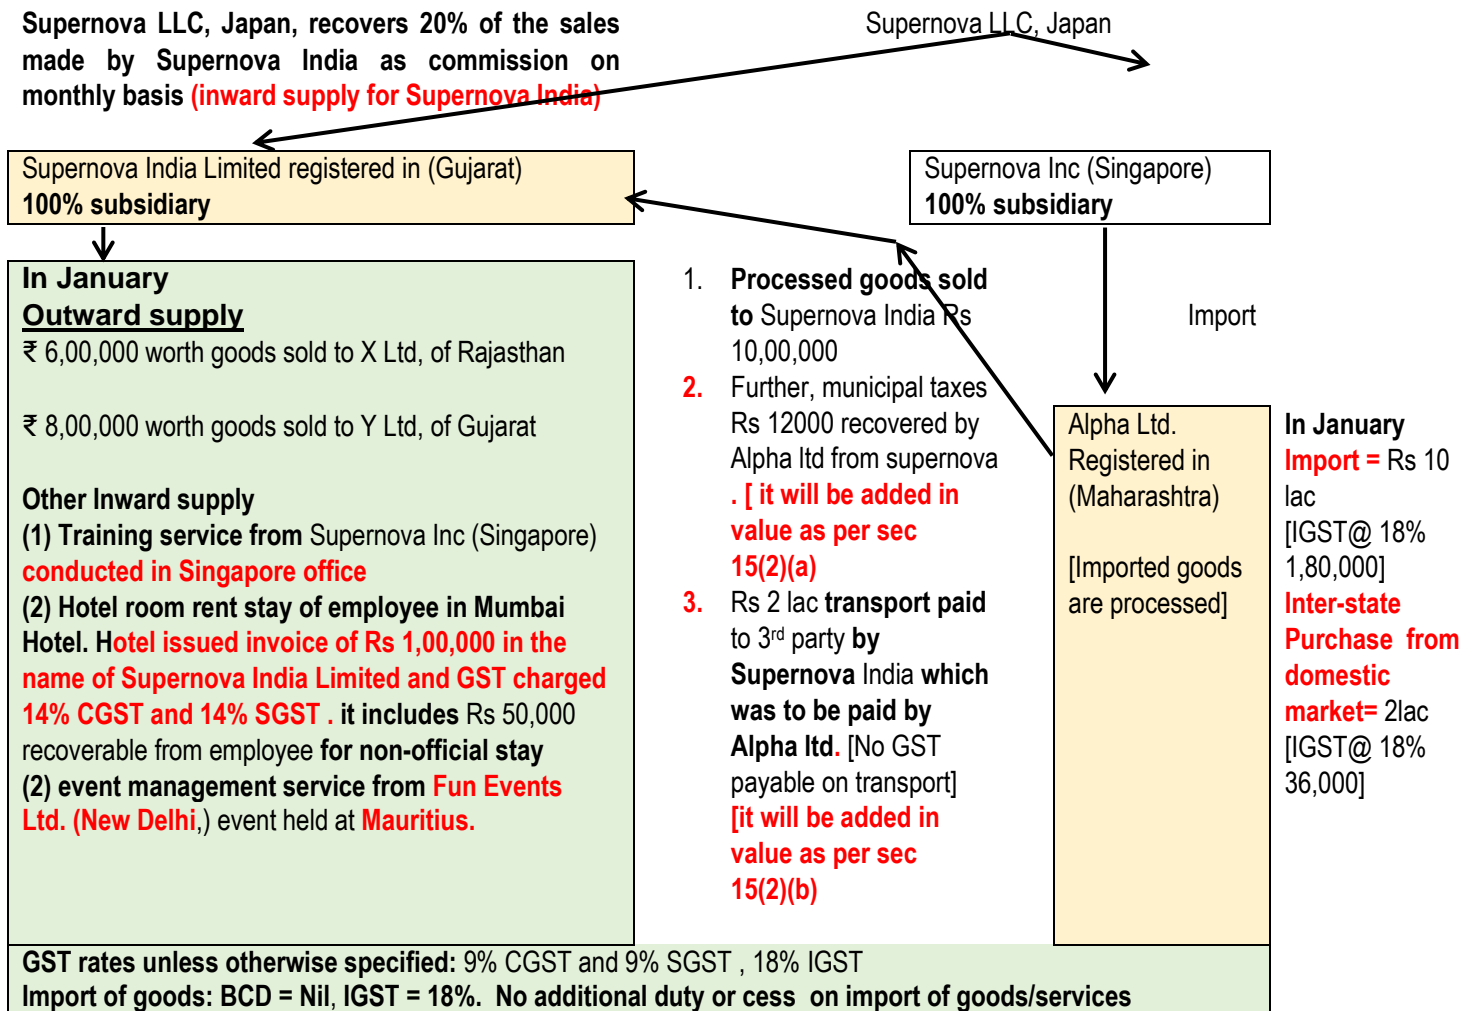 Supernova LLC, Japan, recovers 20% of the sales
made by Supernova India as commission on
monthly basis (inward supply for Supernova India)
Supernova LLC, Japan
Supernova India Limited registered in (Gujarat)
100% subsidiary
Supernova Inc (Singapore)
100% subsidiary
In January
Outward supply
₹ 6,00,000 worth goods sold to X Ltd, of Rajasthan
₹ 8,00,000 worth goods sold to Y Ltd, of Gujarat
Other Inward supply
(1) Training service from Supernova Inc (Singapore)
conducted in Singapore office
(2) Hotel room rent stay of employee in Mumbai
Hotel. Hotel issued invoice of Rs 1,00,000 in the
name of Supernova India Limited and GST charged
14% CGST and 14% SGST . it includes Rs 50,000
recoverable from employee for non-official stay
(2) event management service from Fun Events
Ltd. (New Delhi,) event held at Mauritius.
1. Processed goods sold
to Supernova India Rs
10,00,000
2. Further, municipal taxes
Rs 12000 recovered by
Alpha ltd from supernova
. [ it will be added in
value as per sec
15(2)(a)
3. Rs 2 lac transport paid
to 3rd party by
Supernova India which
was to be paid by
Alpha ltd. [No GST
payable on transport]
[it will be added in
value as per sec
15(2)(b)
Import
Alpha Ltd.
Registered in
(Maharashtra)
[Imported goods
are processed]
In January
Import = Rs 10
lac
[IGST@ 18%
1,80,000]
Inter-state
Purchase from
domestic
market= 2lac
[IGST@ 18%
36,000]
GST rates unless otherwise specified: 9% CGST and 9% SGST , 18% IGST
Import of goods: BCD = Nil, IGST = 18%. No additional duty or cess on import of goods/services